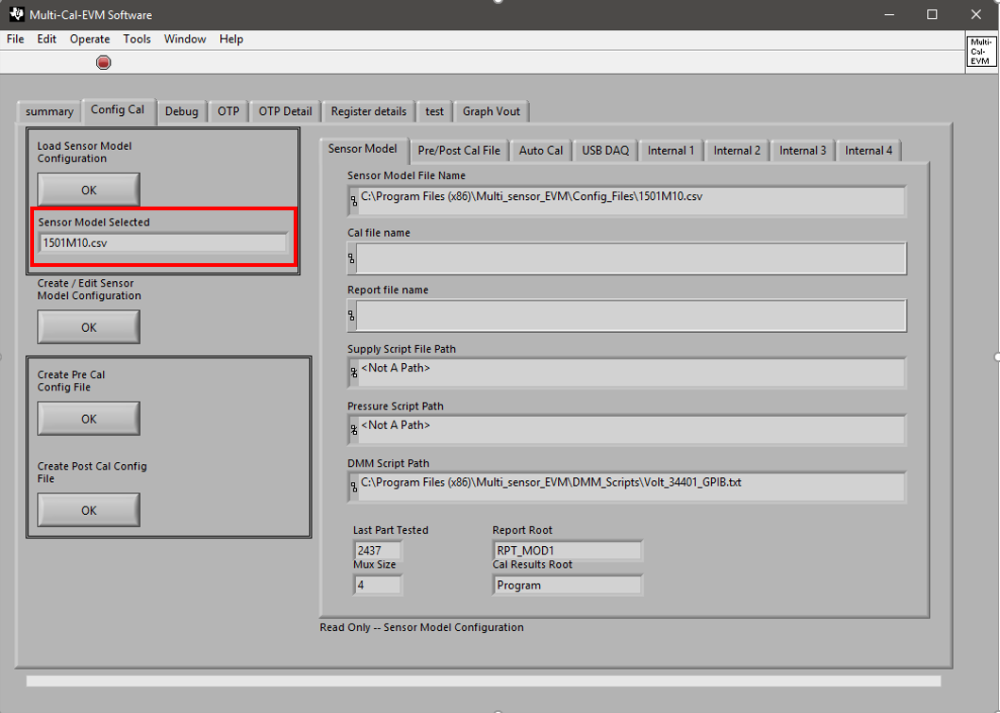 Multi-Cal-EVM Software
File Edit Operate Tools Window Help
Multi-
Cal-
EVM
summary Config Cal Debug OTP OTP Detail Register details test Graph Vout
Load Sensor Model
Configuration
OK
Sensor Model Selected
1501M10.csv
Create / Edit Sensor
Model Configuration
OK
Create Pre Cal
Config File
OK
Create Post Cal Config
File
OK
Sensor Model Pre/Post Cal File Auto Cal USB DAQ Internal 1 Internal 2 Internal 3 Internal 4
Sensor Model File Name
C:\Program Files (x86)\Multi_sensor_EVM\Config_Files\1501M10.csv
Cal file name
Report file name
Supply Script File Path
<Not A Path>
Pressure Script Path
<Not A Path>
DMM Script Path
C:\Program Files (x86)\Multi_sensor_EVM\DMM_Scripts\Volt_34401_GPIB.txt
Last Part Tested Report Root
2437 RPT_MOD1
Mux Size Cal Results Root
4 Program
Read Only -- Sensor Model Configuration